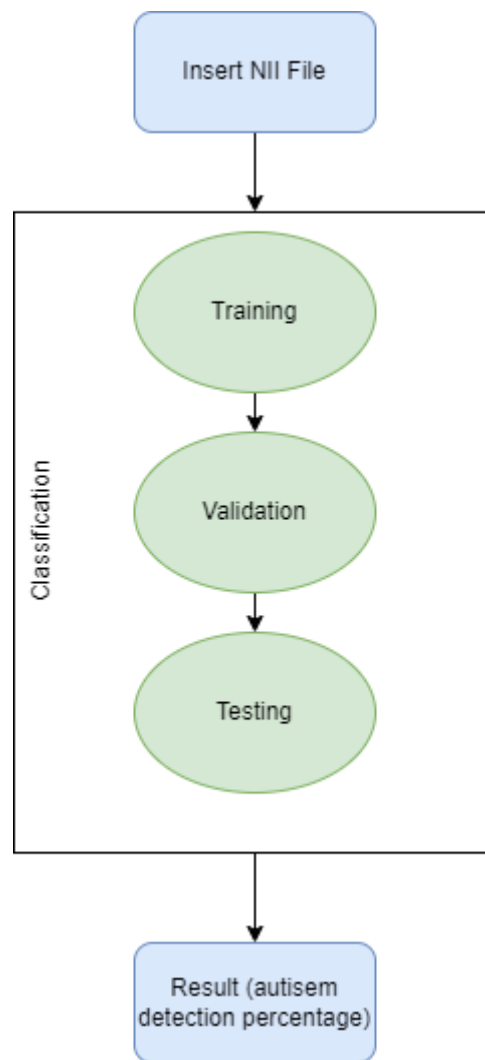 Insert NII File
Training
Classification
Validation
Testing
Result (autisem
detection percentage)